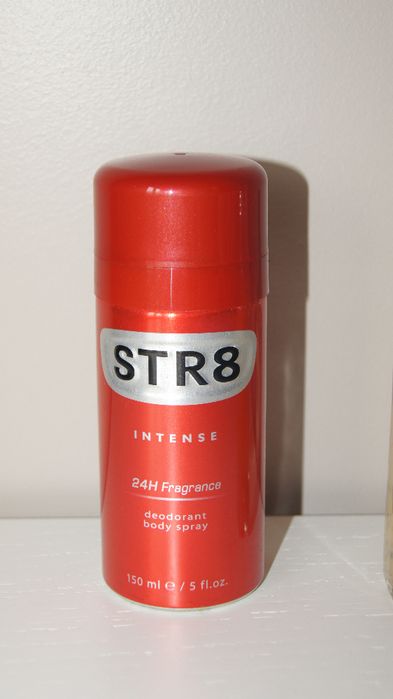 STR8
INTENSE
24H Fragrance
deodorant
body spray
150 ml ℮ / 5 fl.oz.